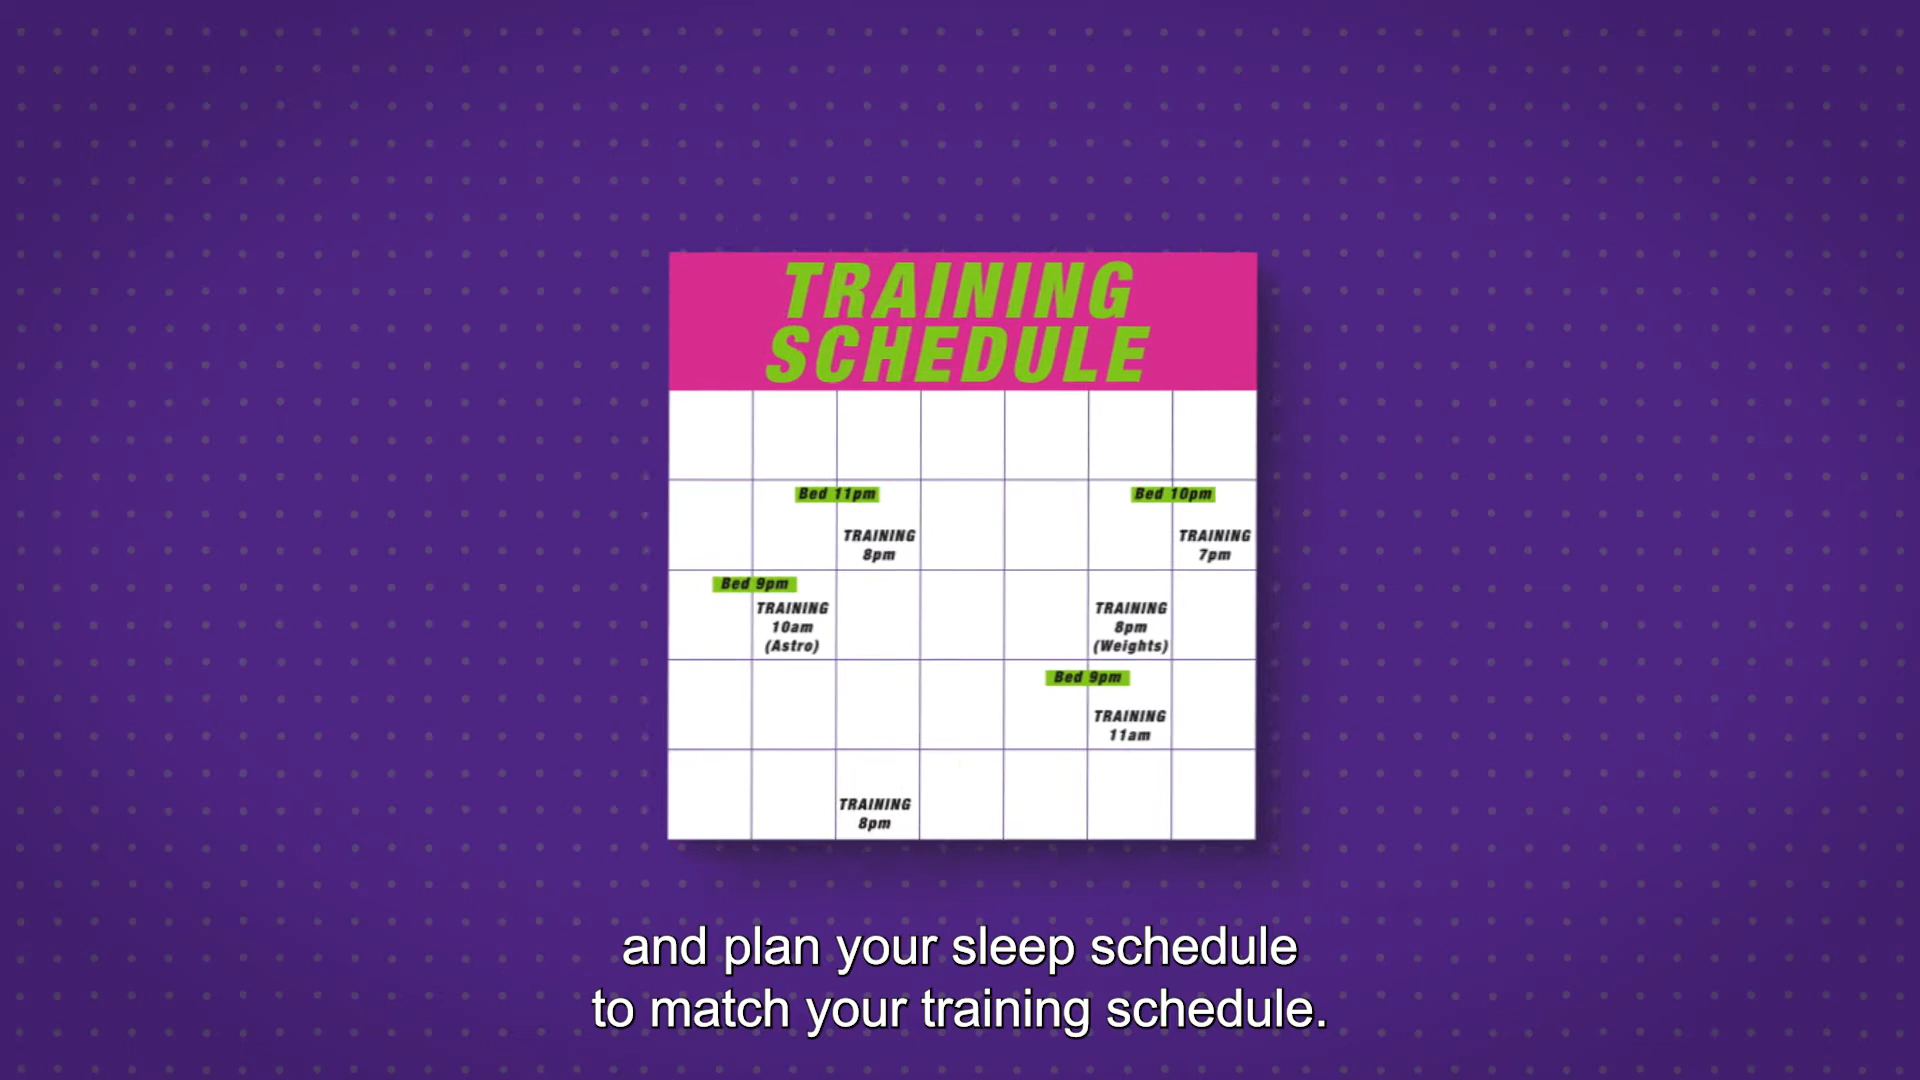 TRAINING
SCHEDULE
Bed 11pm
Bed 10pm
TRAINING
8pm
TRAINING
7pm
Bed 9pm
TRAINING
10am
(Astro)
TRAINING
8pm
(Weights)
Bed 9pm
TRAINING
11am
TRAINING
8pm
and plan your sleep schedule
to match your training schedule.